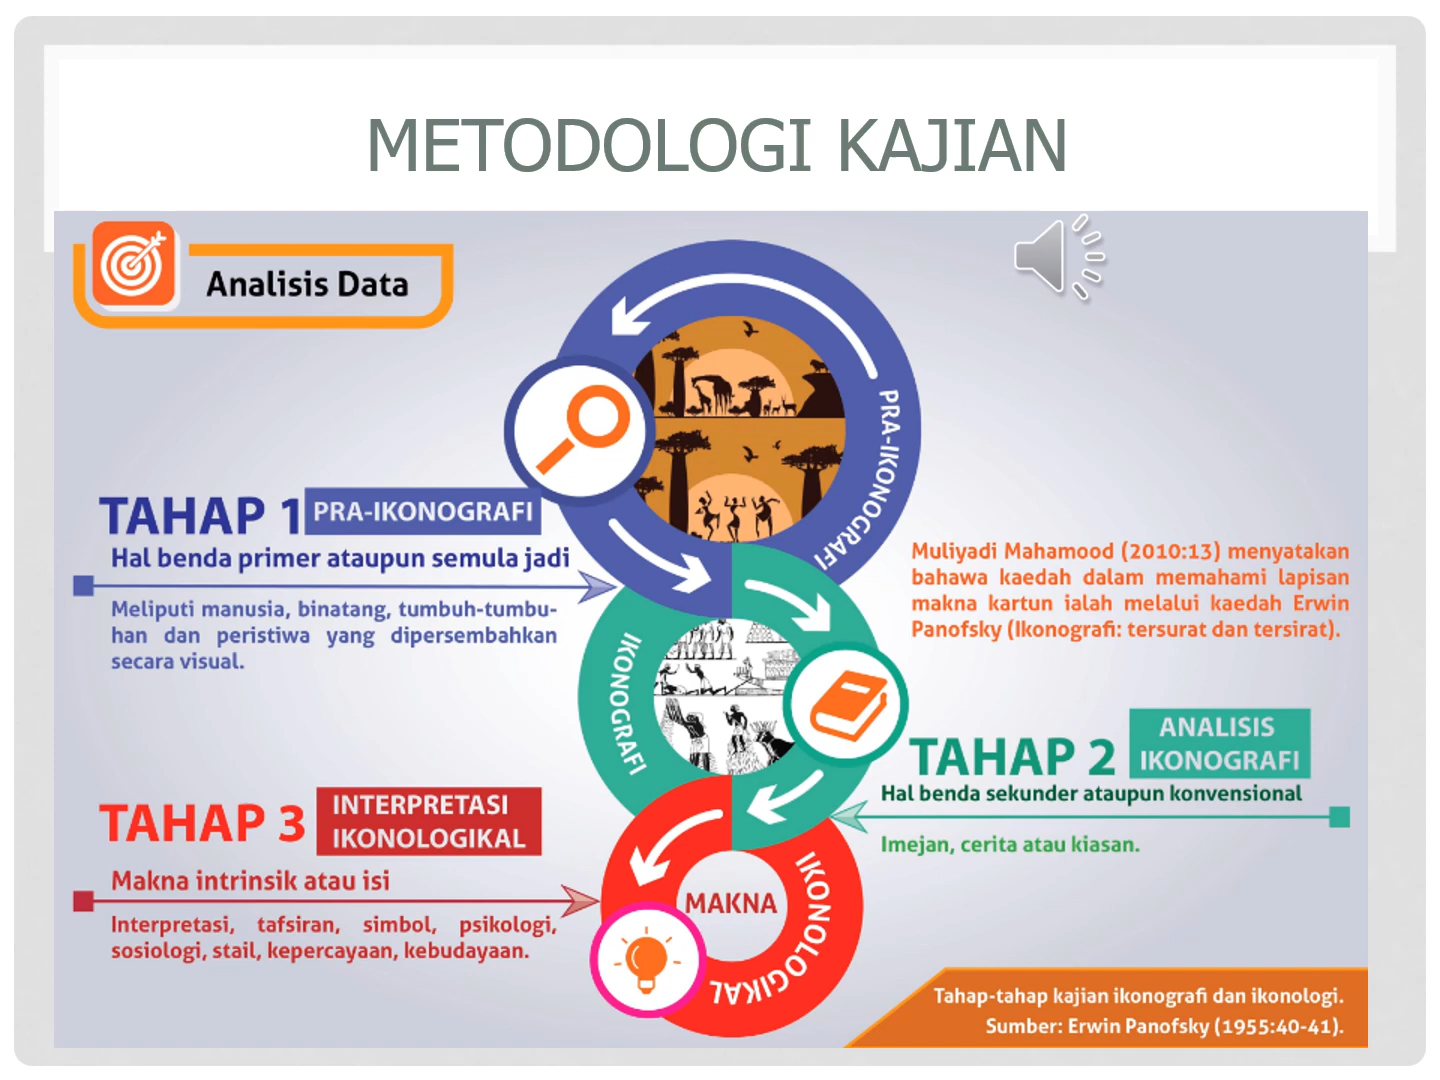 METODOLOGI KAJIAN
Analisis Data
PRA-IKONOGRAFI
TAHAP 1 PRA-IKONOGRAFI
Hal benda primer ataupun semula jadi
Meliputi manusia, binatang, tumbuh-tumbu-
han dan peristiwa yang dipersembahkan
secara visual.
Muliyadi Mahamood (2010:13) menyatakan
bahawa kaedah dalam memahami lapisan
makna kartun ialah melalui kaedah Erwin
Panofsky (Ikonografi: tersurat dan tersirat).
IKONOGRAFI
TAHAP 2 ANALISIS
IKONOGRAFI
Hal benda sekunder ataupun konvensional
Imejan, cerita atau kiasan.
TAHAP 3 INTERPRETASI
IKONOLOGIKAL
Makna intrinsik atau isi
Interpretasi, tafsiran, simbol, psikologi,
sosiologi, stail, kepercayaan, kebudayaan.
MAKNA
IKONOLOGIKAL
Tahap-tahap kajian ikonografi dan ikonologi.
Sumber: Erwin Panofsky (1955:40-41).